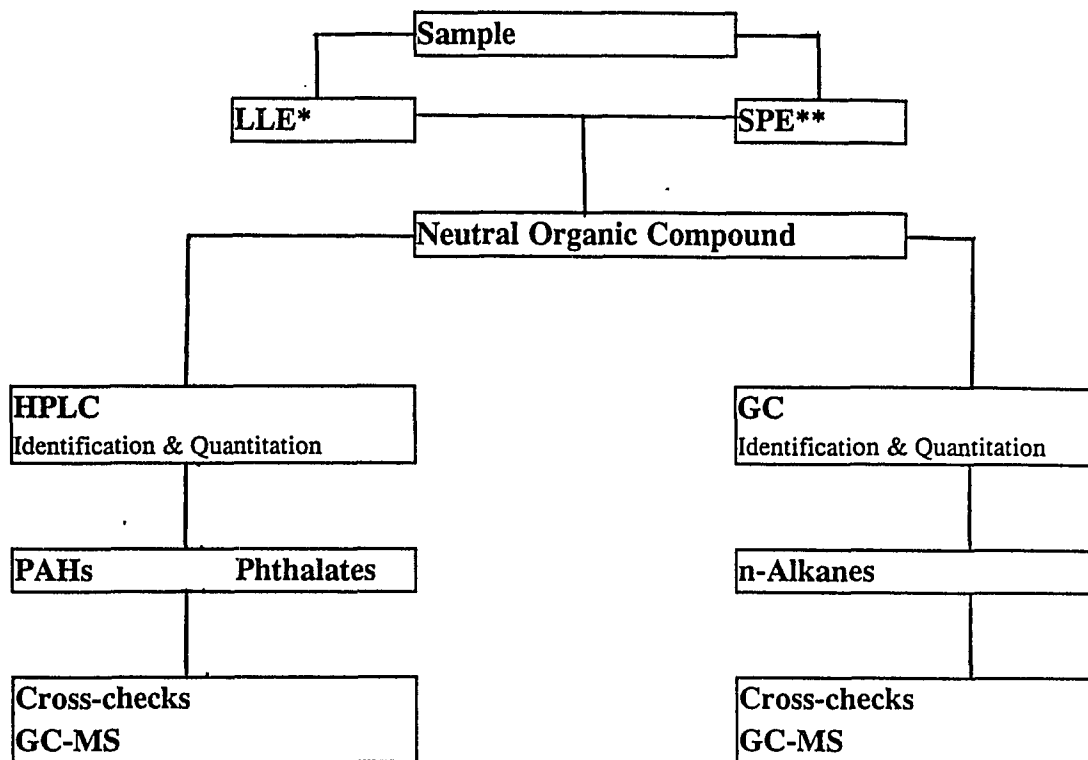 Sample
LLE*
SPE**
Neutral Organic Compound
HPLC
Identification & Quantitation
GC
Identification & Quantitation
PAHs Phthalates
n-Alkanes
Cross-checks
GC-MS
Cross-checks
GC-MS